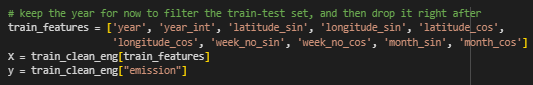 # keep the year for now to filter the train-test set, and then drop it right after
train_features = ['year', 'year_int', 'latitude_sin', 'longitude_sin', 'latitude_cos',
'longitude_cos', 'week_no_sin', 'week_no_cos', 'month_sin', 'month_cos']
X = train_clean_eng[train_features]
y = train_clean_eng["emission"]